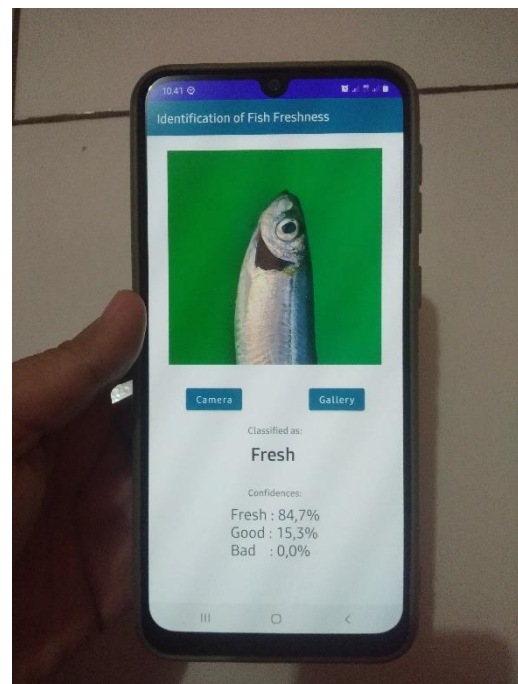 10.41
Identification of Fish Freshness
Camera
Gallery
Classified as:
Fresh
Confidences:
Fresh : 84,7%
Good : 15,3%
Bad : 0,0%